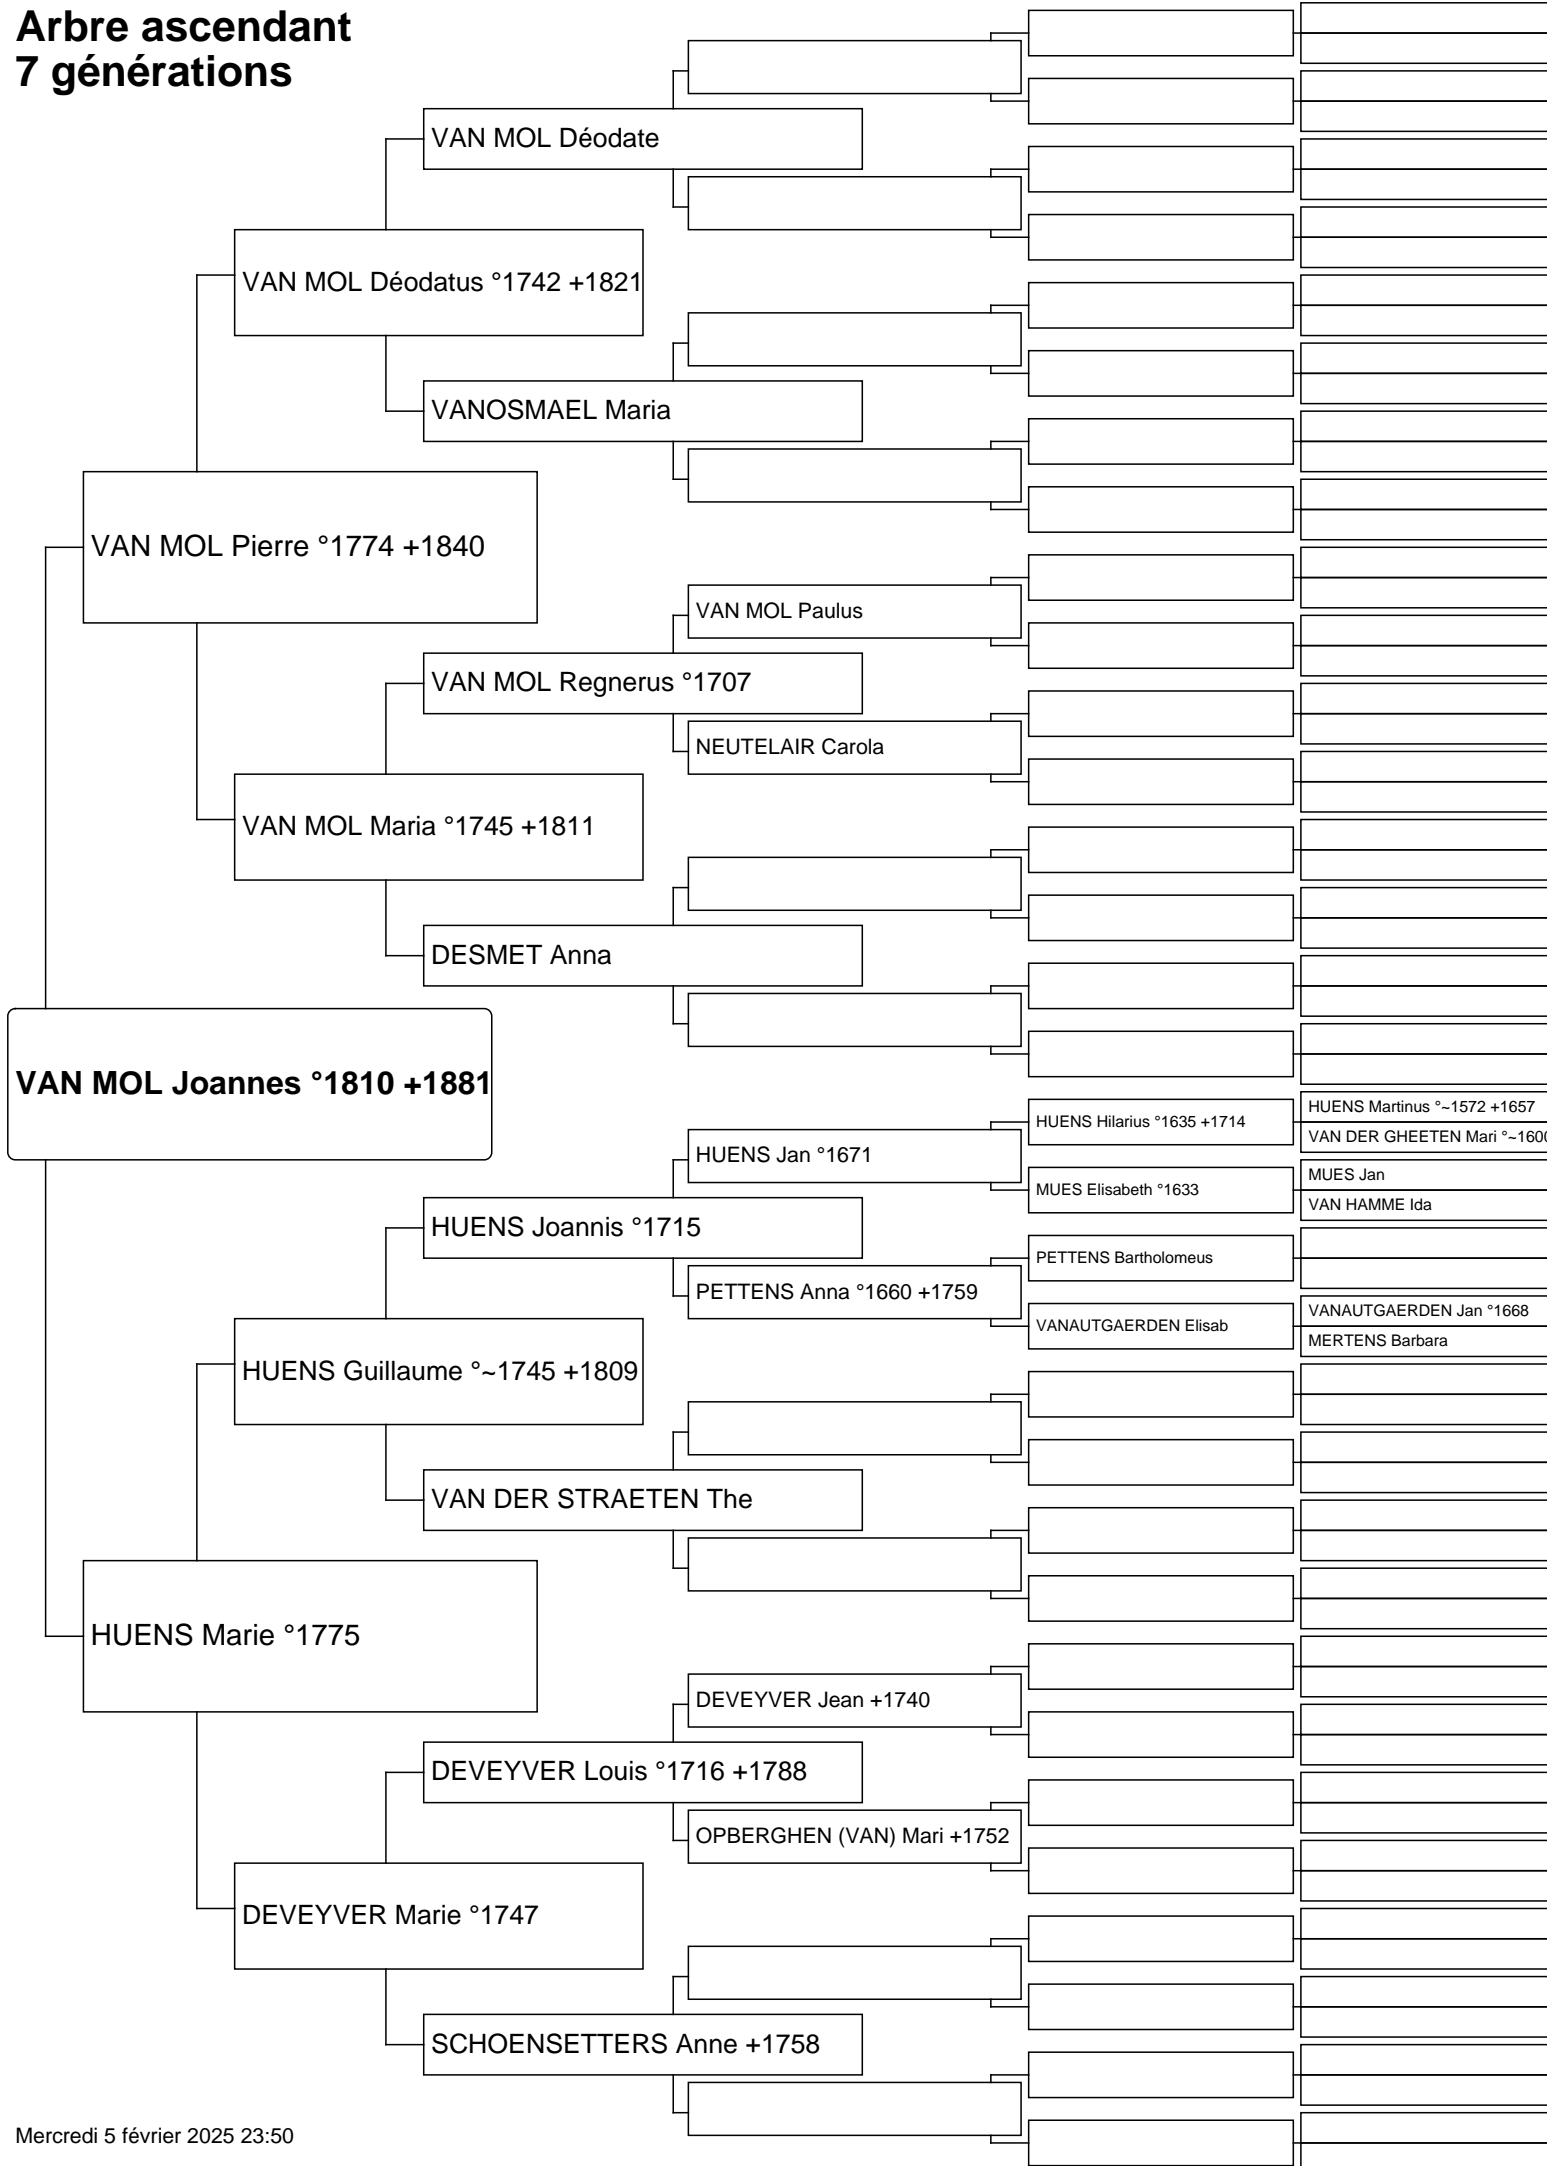 Arbre ascendant
7 générations
VAN MOL Déodate
VAN MOL Déodatus °1742 +1821
VANOSMAEL Maria
VAN MOL Pierre °1774 +1840
VAN MOL Paulus
VAN MOL Regnerus °1707
NEUTELAIR Carola
VAN MOL Maria °1745 +1811
DESMET Anna
VAN MOL Joannes °1810 +1881
HUENS Martinus °~1572 +1657
HUENS Hilarius °1635 +1714
VAN DER GHEETEN Mari °~1600
HUENS Jan °1671
MUES Jan
MUES Elisabeth °1633
VAN HAMME Ida
HUENS Joannis °1715
PETTENS Bartholomeus
PETTENS Anna °1660 +1759
VANAUTGAERDEN Jan °1668
VANAUTGAERDEN Elisab
MERTENS Barbara
HUENS Guillaume °~1745 +1809
VAN DER STRAETEN The
HUENS Marie °1775
DEVEYVER Jean +1740
DEVEYVER Louis °1716 +1788
OPBERGHEN (VAN) Mari +1752
DEVEYVER Marie °1747
SCHOENSETTERS Anne +1758
Mercredi 5 février 2025 23:50